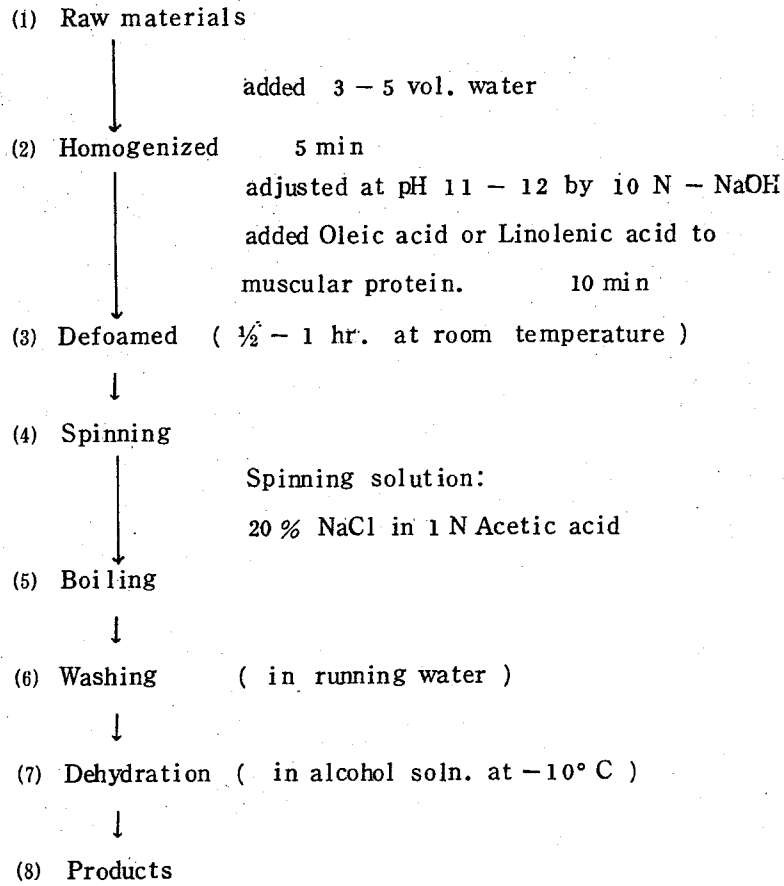 (1) Raw materials
added 3 – 5 vol. water
(2) Homogenized 5 min
adjusted at pH 11 – 12 by 10 N – NaOH
added Oleic acid or Linolenic acid to
muscular protein. 10 min
(3) Defoamed ( ½ – 1 hr. at room temperature )
(4) Spinning
Spinning solution:
20 % NaCl in 1 N Acetic acid
(5) Boiling
(6) Washing ( in running water )
(7) Dehydration ( in alcohol soln. at –10° C )
(8) Products